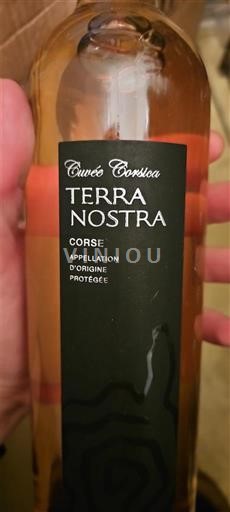 Cuvée Corsica
TERRA
NOSTRA
CORSE
VINIOU
APPELLATION
D'ORIGINE
PROTÉGÉE